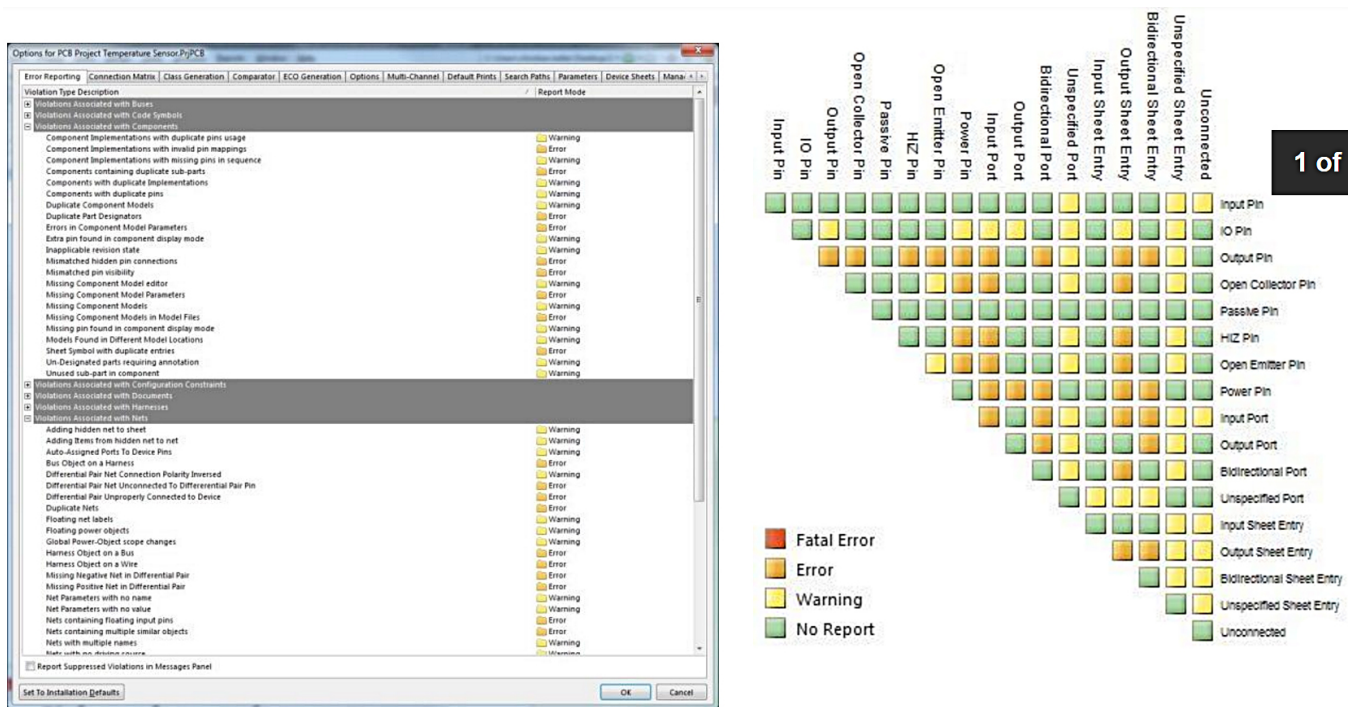 Options for PCB Project Temperature Sensor.PrjPCB
Error Reporting Connection Matrix Class Generation Comparator ECO Generation Options Multi-Channel Default Prints Search Paths Parameters Device Sheets Mana
Violation Type Description / Report Mode
Violations Associated with Buses
Violations Associated with Code Symbols
Violations Associated with Components
Component Implementations with duplicate pins usage Warning
Component Implementations with invalid pin mappings Error
Component Implementations with missing pins in sequence Warning
Components containing duplicate sub-parts Error
Components with duplicate Implementations Warning
Components with duplicate pins Warning
Duplicate Component Models Warning
Duplicate Part Designators Error
Errors in Component Model Parameters Error
Extra pin found in component display mode Warning
Inapplicable revision state Warning
Mismatched hidden pin connections Error
Mismatched pin visibility Error
Missing Component Model editor Warning
Missing Component Model Parameters Error
Missing Component Models Warning
Missing Component Models in Model Files Error
Missing pin found in component display mode Warning
Models Found in Different Model Locations Warning
Sheet Symbol with duplicate entries Error
Un-Designated parts requiring annotation Warning
Unused sub-part in component Warning
Violations Associated with Configuration Constraints
Violations Associated with Documents
Violations Associated with Harnesses
Violations Associated with Nets
Adding hidden net to sheet Warning
Adding Items from hidden net to net Warning
Auto-Assigned Ports To Device Pins Warning
Bus Object on a Harness Error
Differential Pair Net Connection Polarity Inversed Warning
Differential Pair Net Unconnected To Differerential Pair Pin Error
Differential Pair Unproperly Connected to Device Error
Duplicate Nets Error
Floating net labels Warning
Floating power objects Warning
Global Power-Object scope changes Warning
Harness Object on a Bus Error
Harness Object on a Wire Error
Missing Negative Net in Differential Pair Error
Missing Positive Net in Differential Pair Error
Net Parameters with no name Warning
Net Parameters with no value Warning
Nets containing floating input pins Error
Nets containing multiple similar objects Error
Nets with multiple names Warning
Nets with no driving source Warning
Report Suppressed Violations in Messages Panel
Set To Installation Defaults OK Cancel
Input Pin
IO Pin
Output Pin
Open Collector Pin
Passive Pin
HiZ Pin
Open Emitter Pin
Power Pin
Input Port
Output Port
Bidirectional Port
Unspecified Port
Input Sheet Entry
Output Sheet Entry
Bidirectional Sheet Entry
Unspecified Sheet Entry
Unconnected
1 of
Input Pin
IO Pin
Output Pin
Open Collector Pin
Passive Pin
HiZ Pin
Open Emitter Pin
Power Pin
Input Port
Output Port
Bidirectional Port
Unspecified Port
Input Sheet Entry
Output Sheet Entry
Bidirectional Sheet Entry
Unspecified Sheet Entry
Unconnected
Fatal Error
Error
Warning
No Report